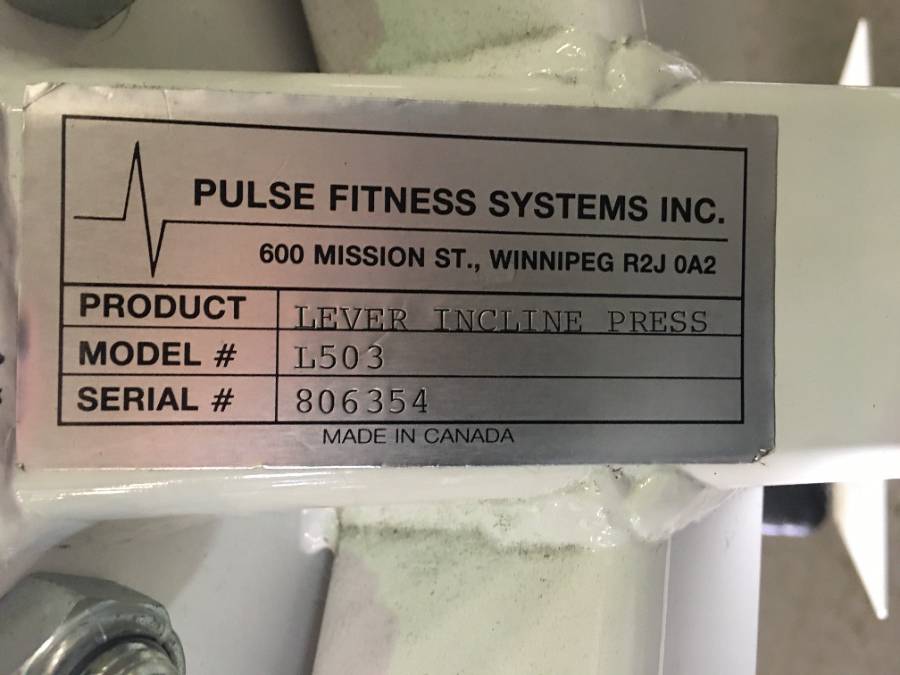 PULSE FITNESS SYSTEMS INC.
600 MISSION ST., WINNIPEG R2J 0A2
PRODUCT LEVER INCLINE PRESS
MODEL # L503
SERIAL # 806354
MADE IN CANADA